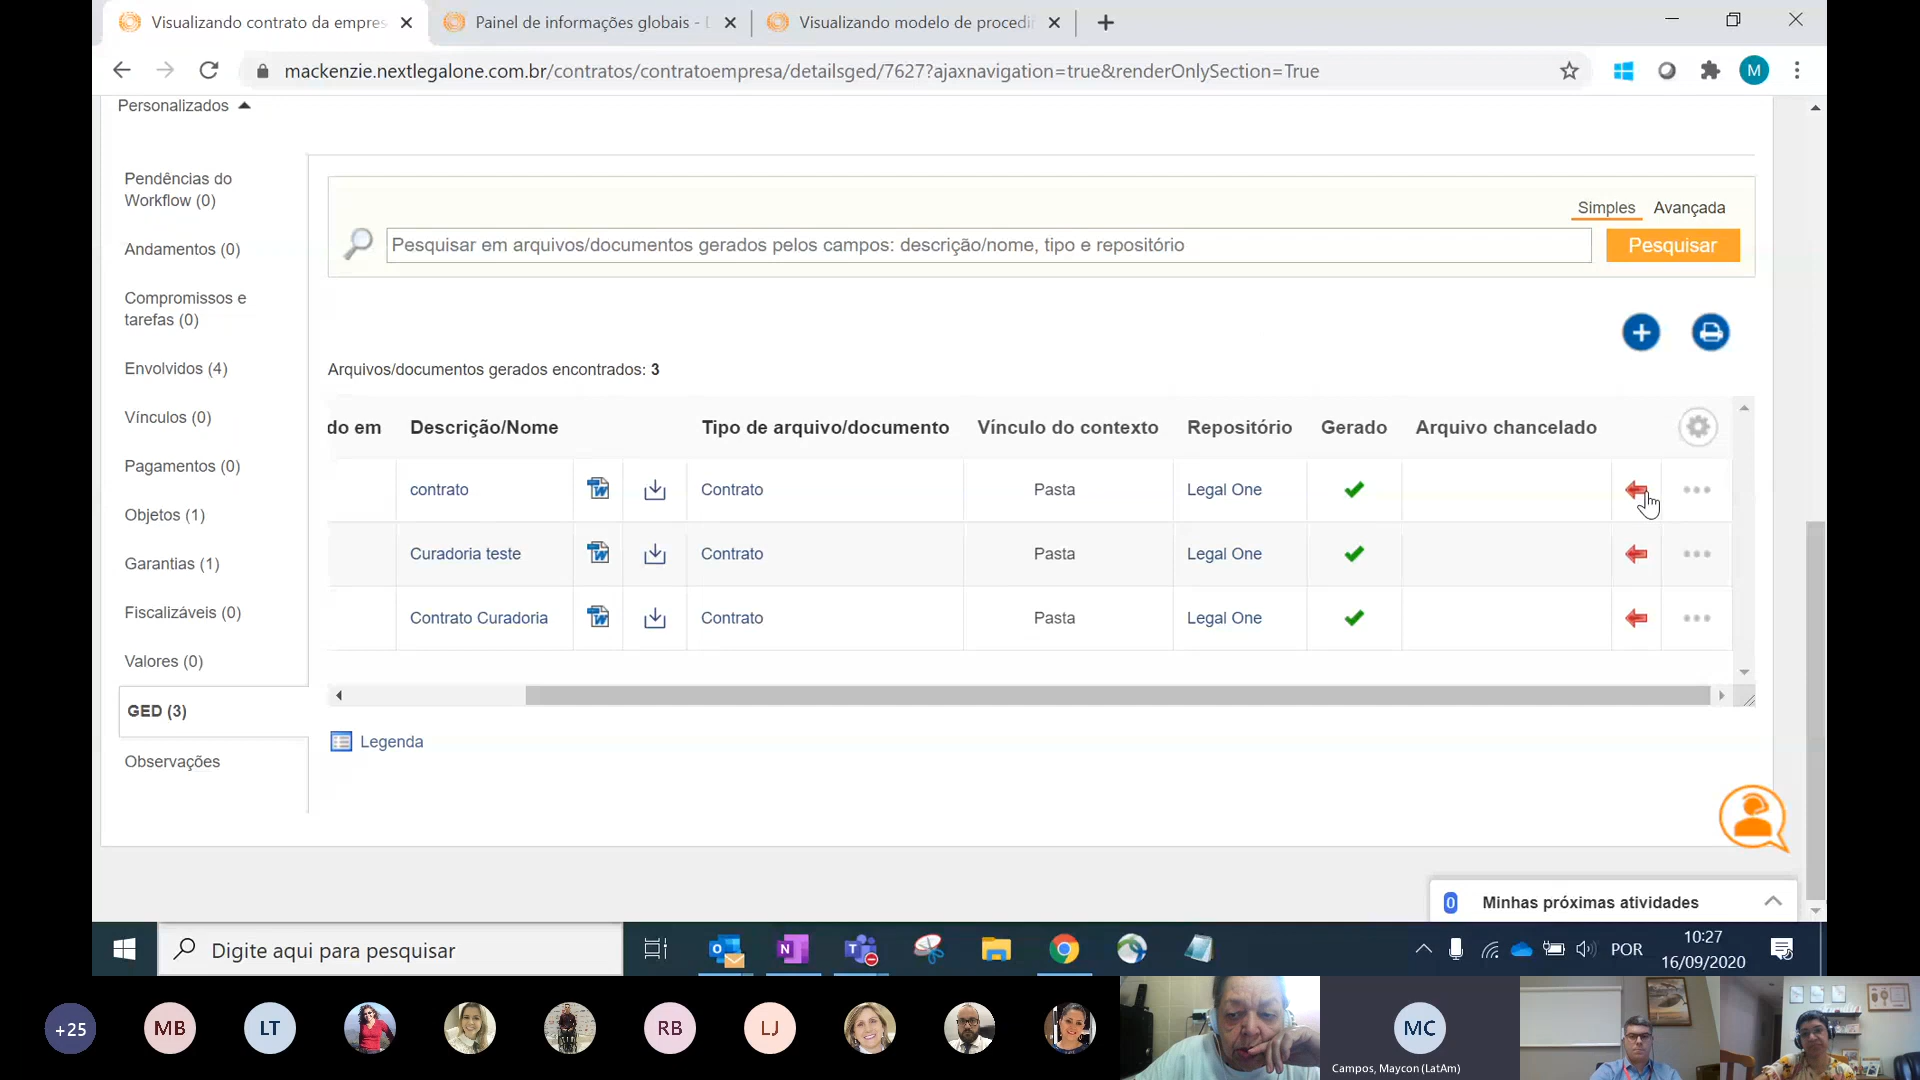 Visualizando contrato da empres
Painel de informações globais - L
Visualizando modelo de procedi
mackenzie.nextlegalone.com.br/contratos/contratoempresa/detailsged/7627?ajaxnavigation=true&renderOnlySection=True
M
Personalizados
Pendências do
Workflow (0)
Andamentos (0)
Compromissos e
tarefas (0)
Envolvidos (4)
Vínculos (0)
Pagamentos (0)
Objetos (1)
Garantias (1)
Fiscalizáveis (0)
Valores (0)
GED (3)
Observações
Simples Avançada
Pesquisar em arquivos/documentos gerados pelos campos: descrição/nome, tipo e repositório
Pesquisar
Arquivos/documentos gerados encontrados: 3
do em Descrição/Nome Tipo de arquivo/documento Vínculo do contexto Repositório Gerado Arquivo chancelado
contrato Contrato Pasta Legal One
Curadoria teste Contrato Pasta Legal One
Contrato Curadoria Contrato Pasta Legal One
Legenda
0 Minhas próximas atividades
Digite aqui para pesquisar
POR
10:27
16/09/2020
+25 MB LT RB LJ MC
Campos, Maycon (LatAm)